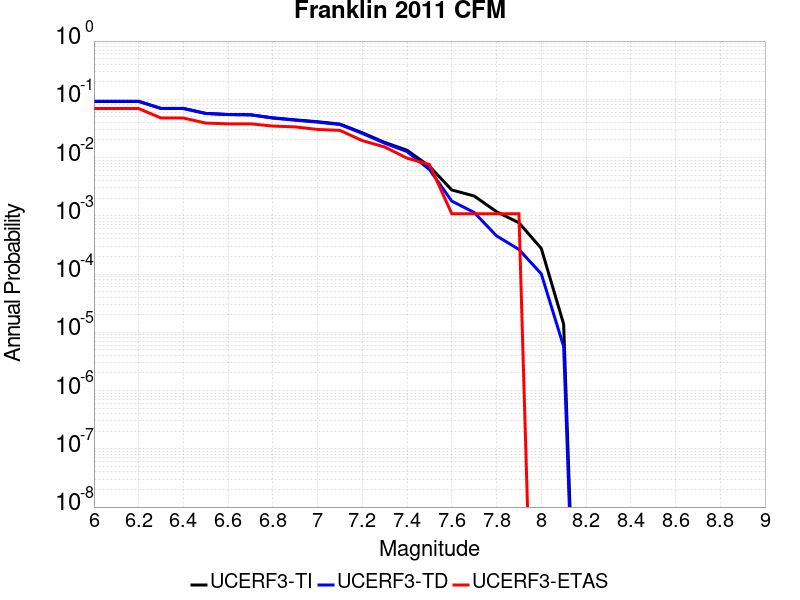 Franklin 2011 CFM
10^0
10^-1
10^-2
10^-3
10^-4
10^-5
10^-6
10^-7
10^-8
Annual Probability
6 6.2 6.4 6.6 6.8 7 7.2 7.4 7.6 7.8 8 8.2 8.4 8.6 8.8 9
Magnitude
UCERF3-TI UCERF3-TD UCERF3-ETAS